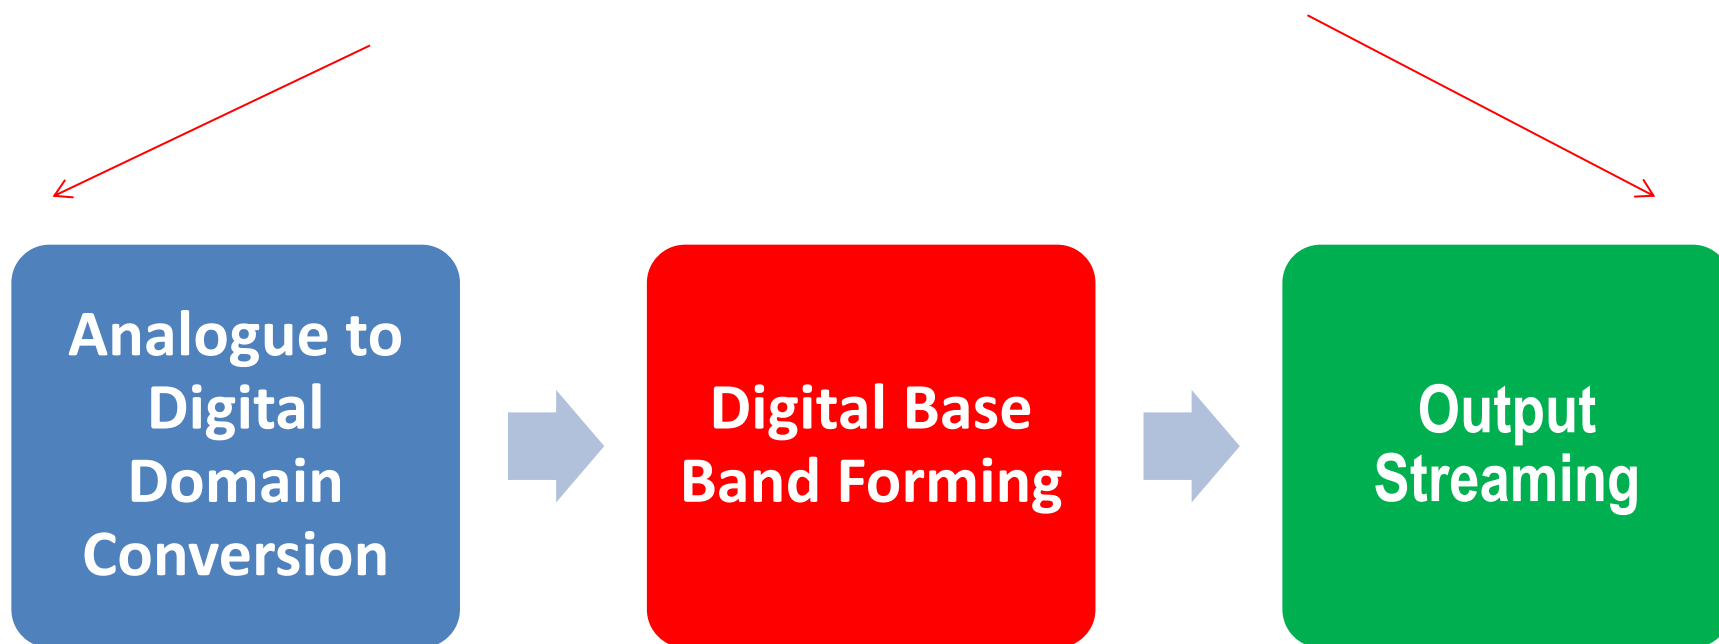 Analogue to
Digital
Domain
Conversion
Digital Base
Band Forming
Output
Streaming